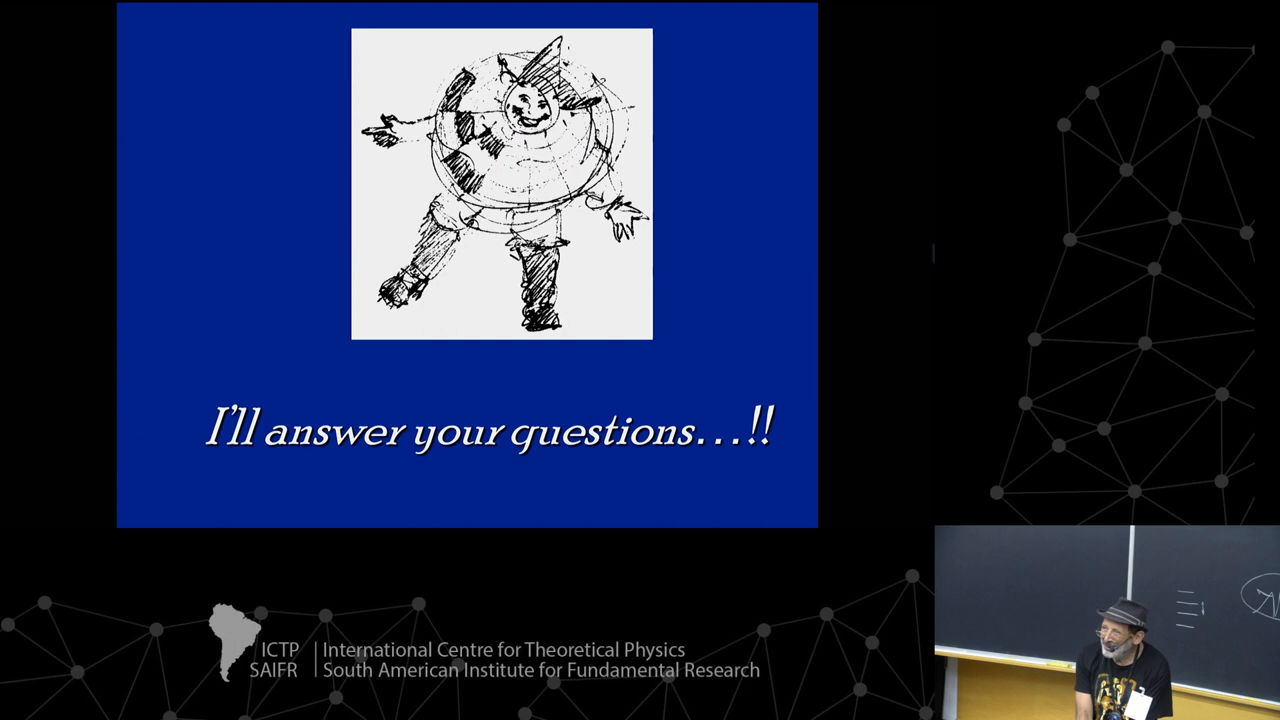 I'll answer your questions...!!
ICTP
SAIFR
International Centre for Theoretical Physics
South American Institute for Fundamental Research